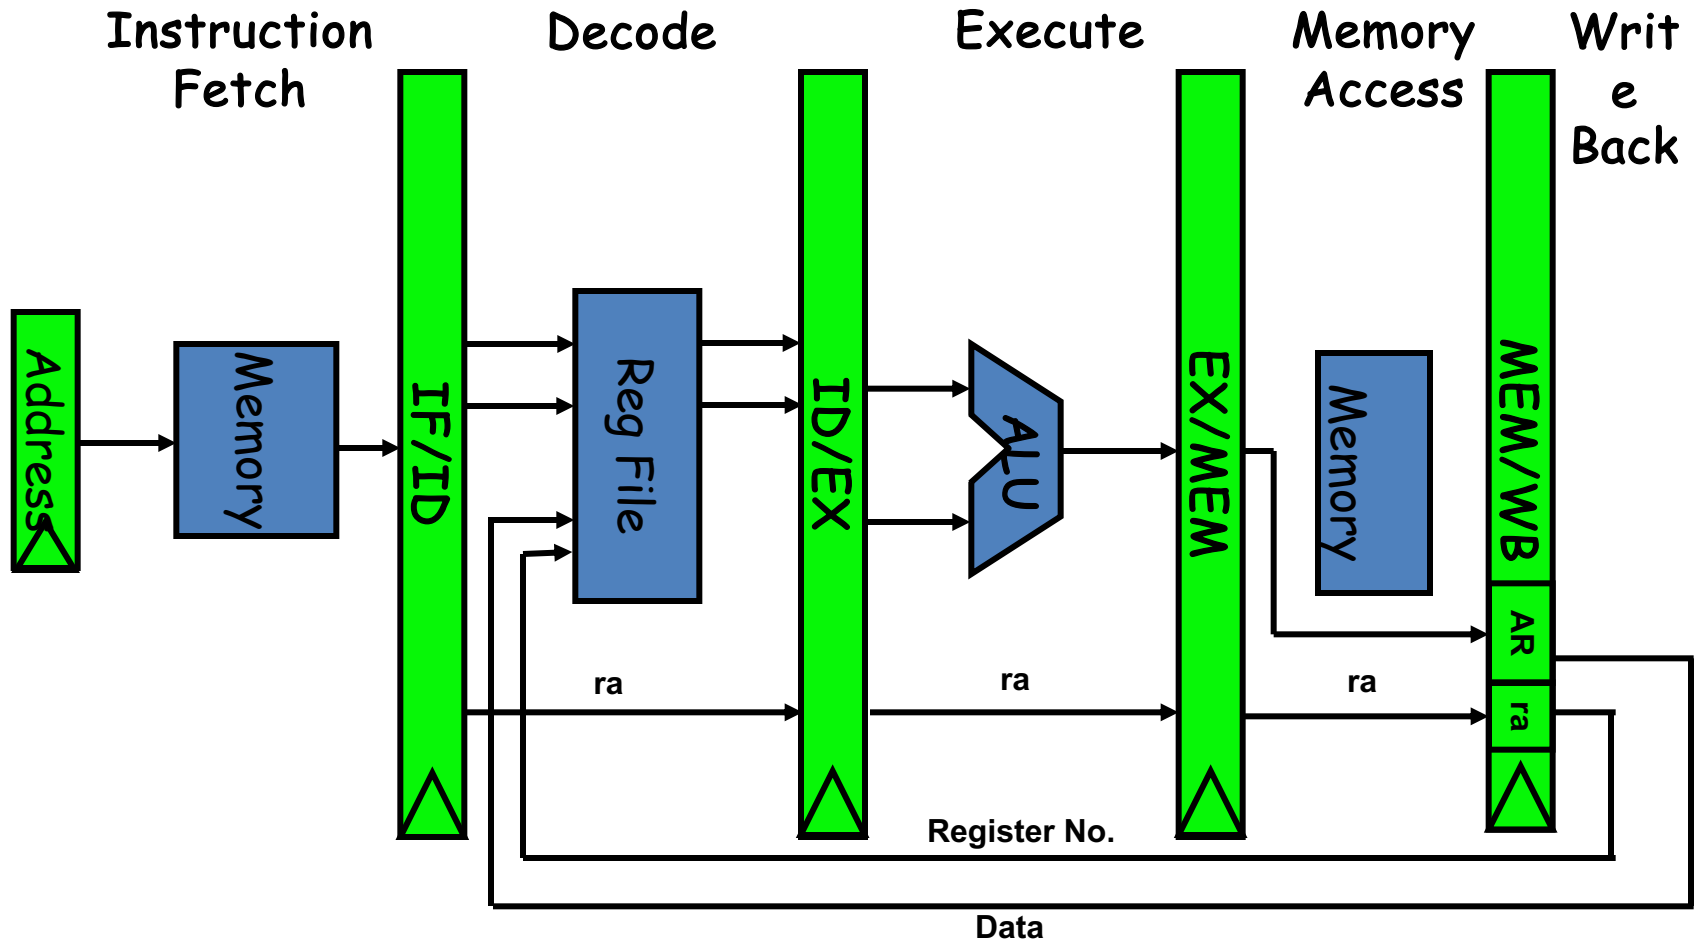 Instruction
Fetch
Decode
Execute
Memory
Access
Writ
e
Back
Address
Memory
IF/ID
Reg File
ID/EX
ALU
EX/MEM
Memory
MEM/WB
AR
ra
ra
ra
ra
Register No.
Data